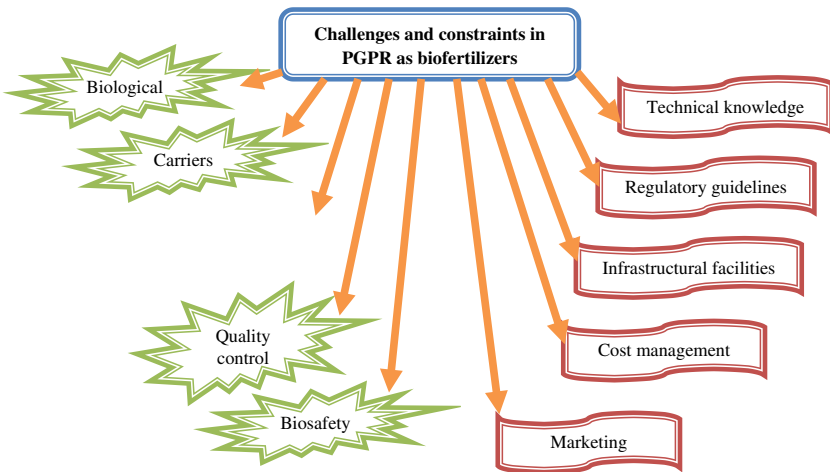 Challenges and constraints in
PGPR as biofertilizers
Biological
Carriers
Quality
control
Biosafety
Technical knowledge
Regulatory guidelines
Infrastructural facilities
Cost management
Marketing